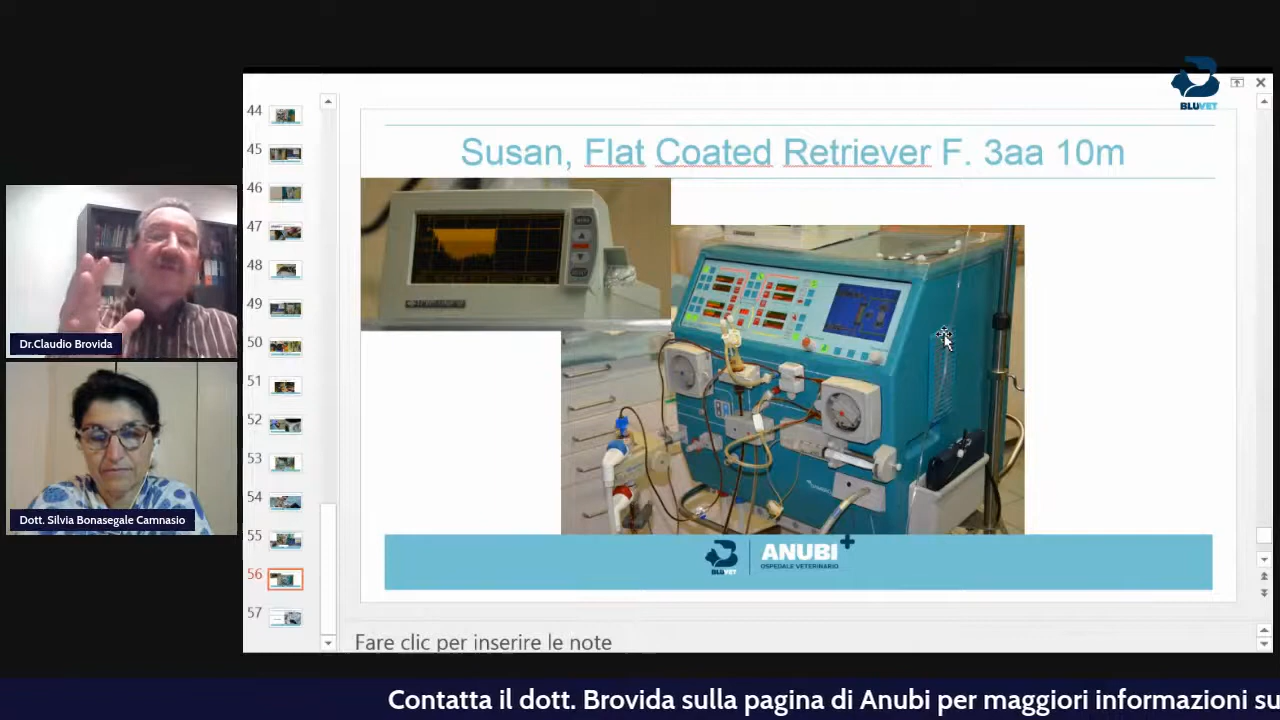 BLUVET
44
45
46
47
48
49
50
51
52
53
54
55
56
57
Susan, Flat Coated Retriever F, 3aa 10m
Dr.Claudio Brovida
Dott. Silvia Bonasegale Camnasio
BLUVET
ANUBI
OSPEDALE VETERINARIO
Fare clic per inserire le note
Contatta il dott. Brovida sulla pagina di Anubi per maggiori informazioni su